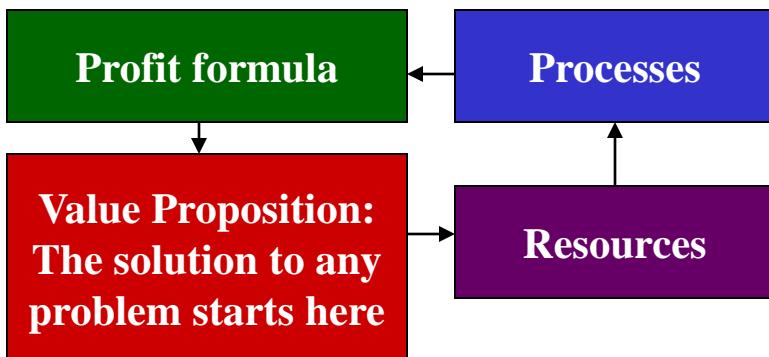 Profit formula
Processes
Value Proposition:
The solution to any
problem starts here
Resources